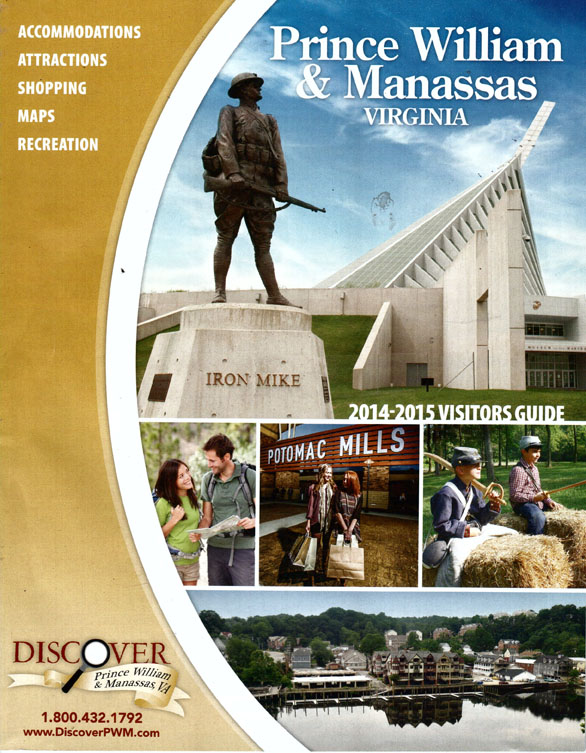 ACCOMMODATIONS
ATTRACTIONS
SHOPPING
MAPS
RECREATION
Prince William
& Manassas
VIRGINIA
IRON MIKE
2014-2015 VISITORS GUIDE
POTOMAC MILLS
DISCOVER
Prince William
& Manassas, VA
1.800.432.1792
www.DiscoverPWM.com